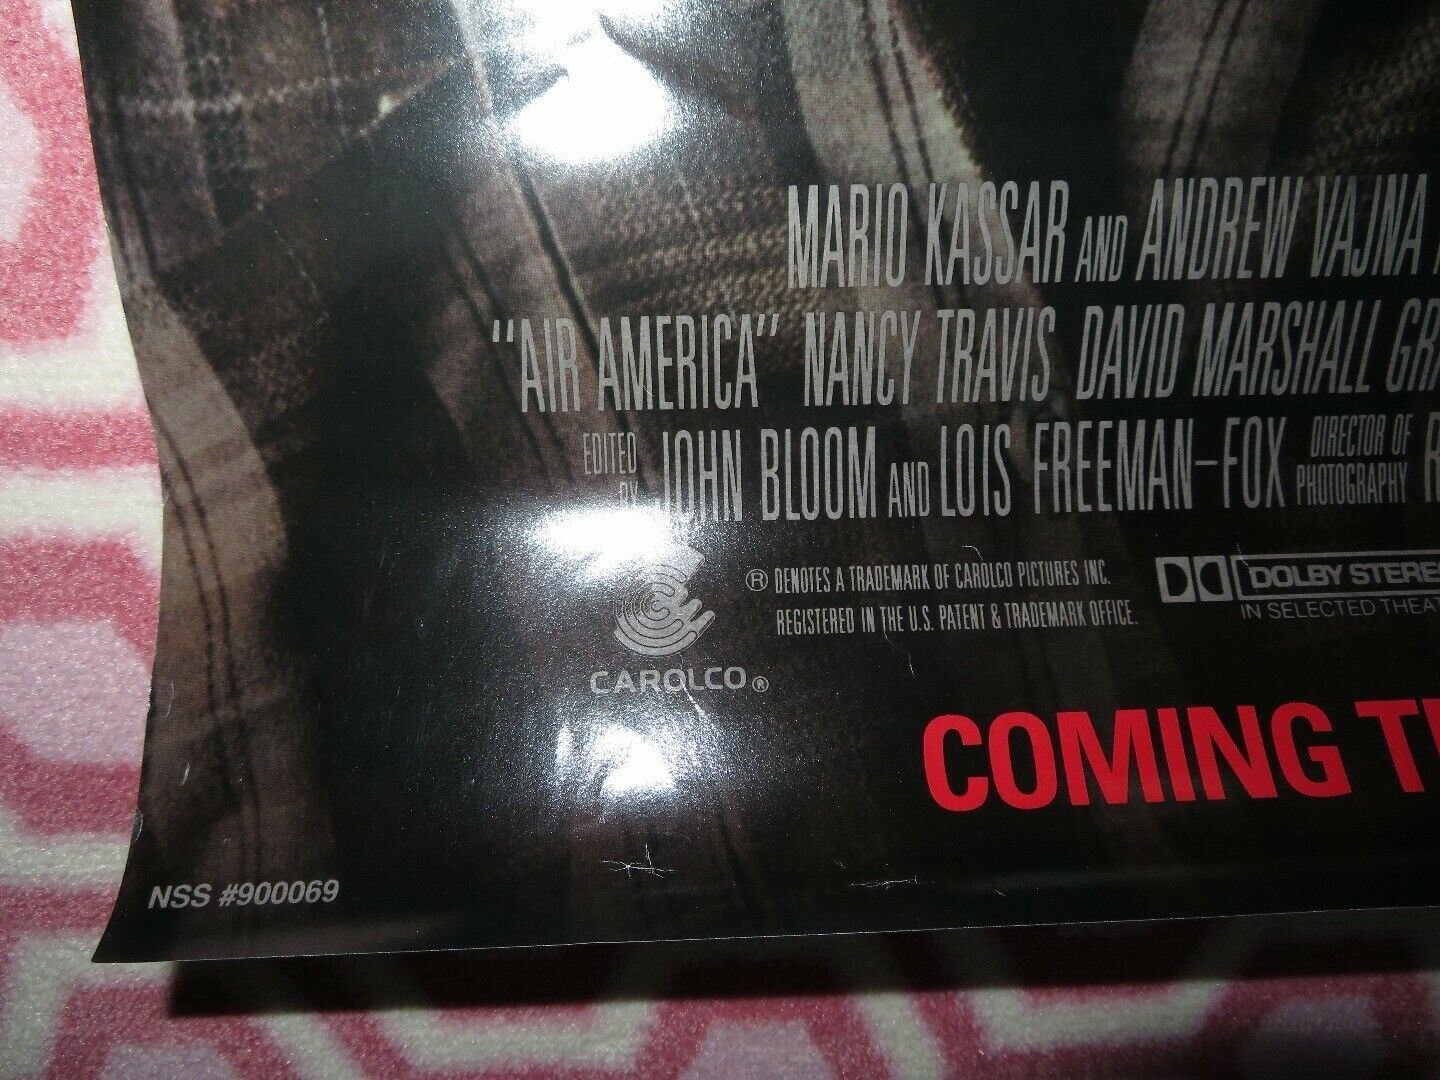 MARIO KASSAR AND ANDREW VAJNA
"AIR AMERICA" NANCY TRAVIS DAVID MARSHALL
EDITED BY JOHN BLOOM AND LOIS FREEMAN-FOX DIRECTOR OF PHOTOGRAPHY
® DENOTES A TRADEMARK OF CAROLCO PICTURES INC.
REGISTERED IN THE U.S. PATENT & TRADEMARK OFFICE.
DOLBY STEREO
IN SELECTED
CAROLCO ®
COMING
NSS #900069